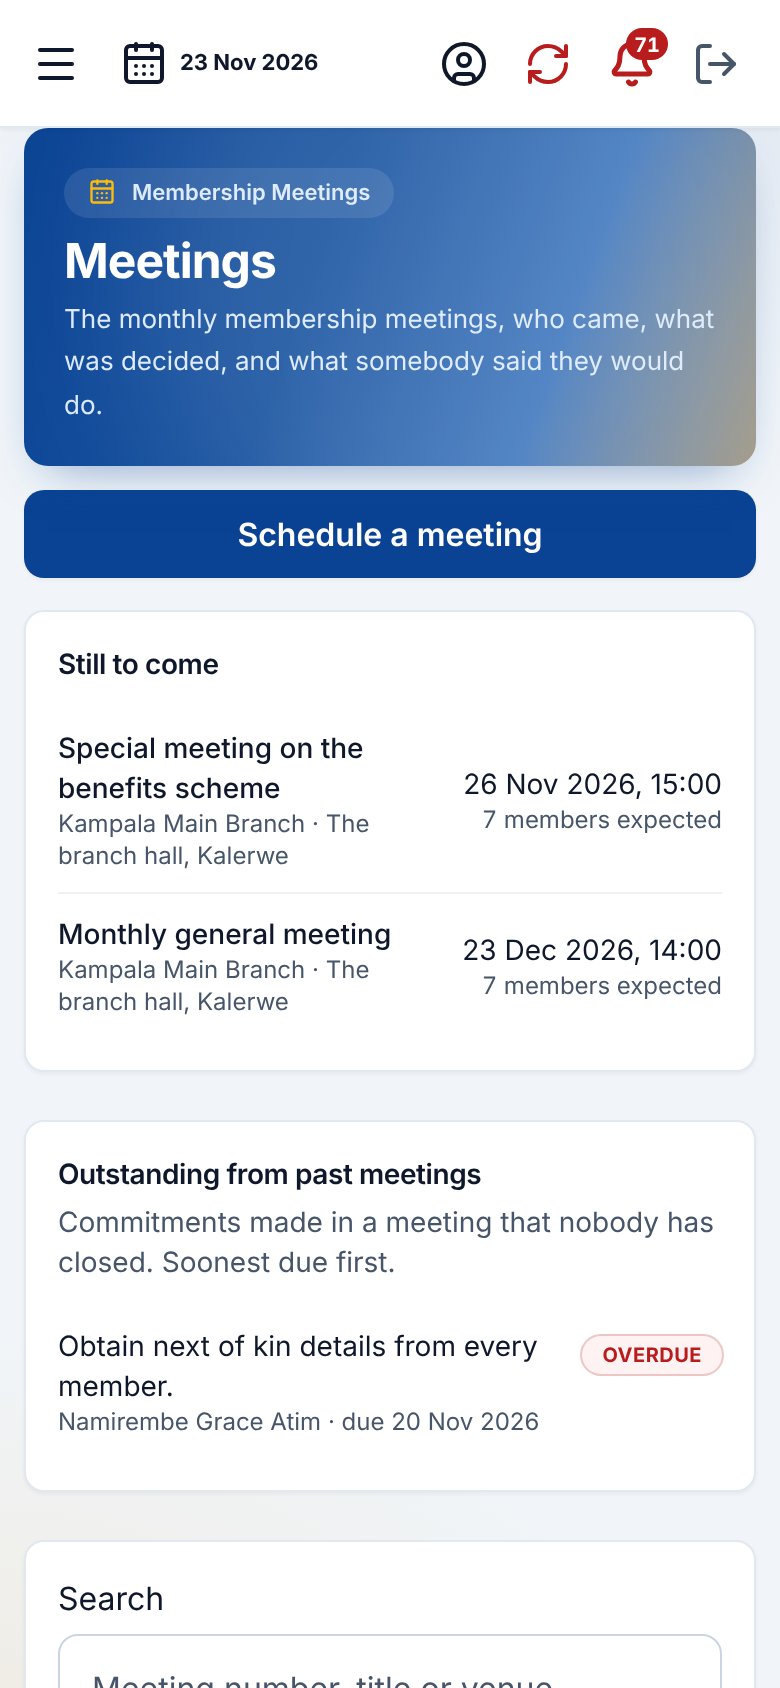 23 Nov 2026
71
Membership Meetings
Meetings
The monthly membership meetings, who came, what
was decided, and what somebody said they would
do.
Schedule a meeting
Still to come
Special meeting on the
benefits scheme
Kampala Main Branch · The
branch hall, Kalerwe
26 Nov 2026, 15:00
7 members expected
Monthly general meeting
Kampala Main Branch · The
branch hall, Kalerwe
23 Dec 2026, 14:00
7 members expected
Outstanding from past meetings
Commitments made in a meeting that nobody has
closed. Soonest due first.
Obtain next of kin details from every
member.
OVERDUE
Namirembe Grace Atim · due 20 Nov 2026
Search
Meeting number, title or venue